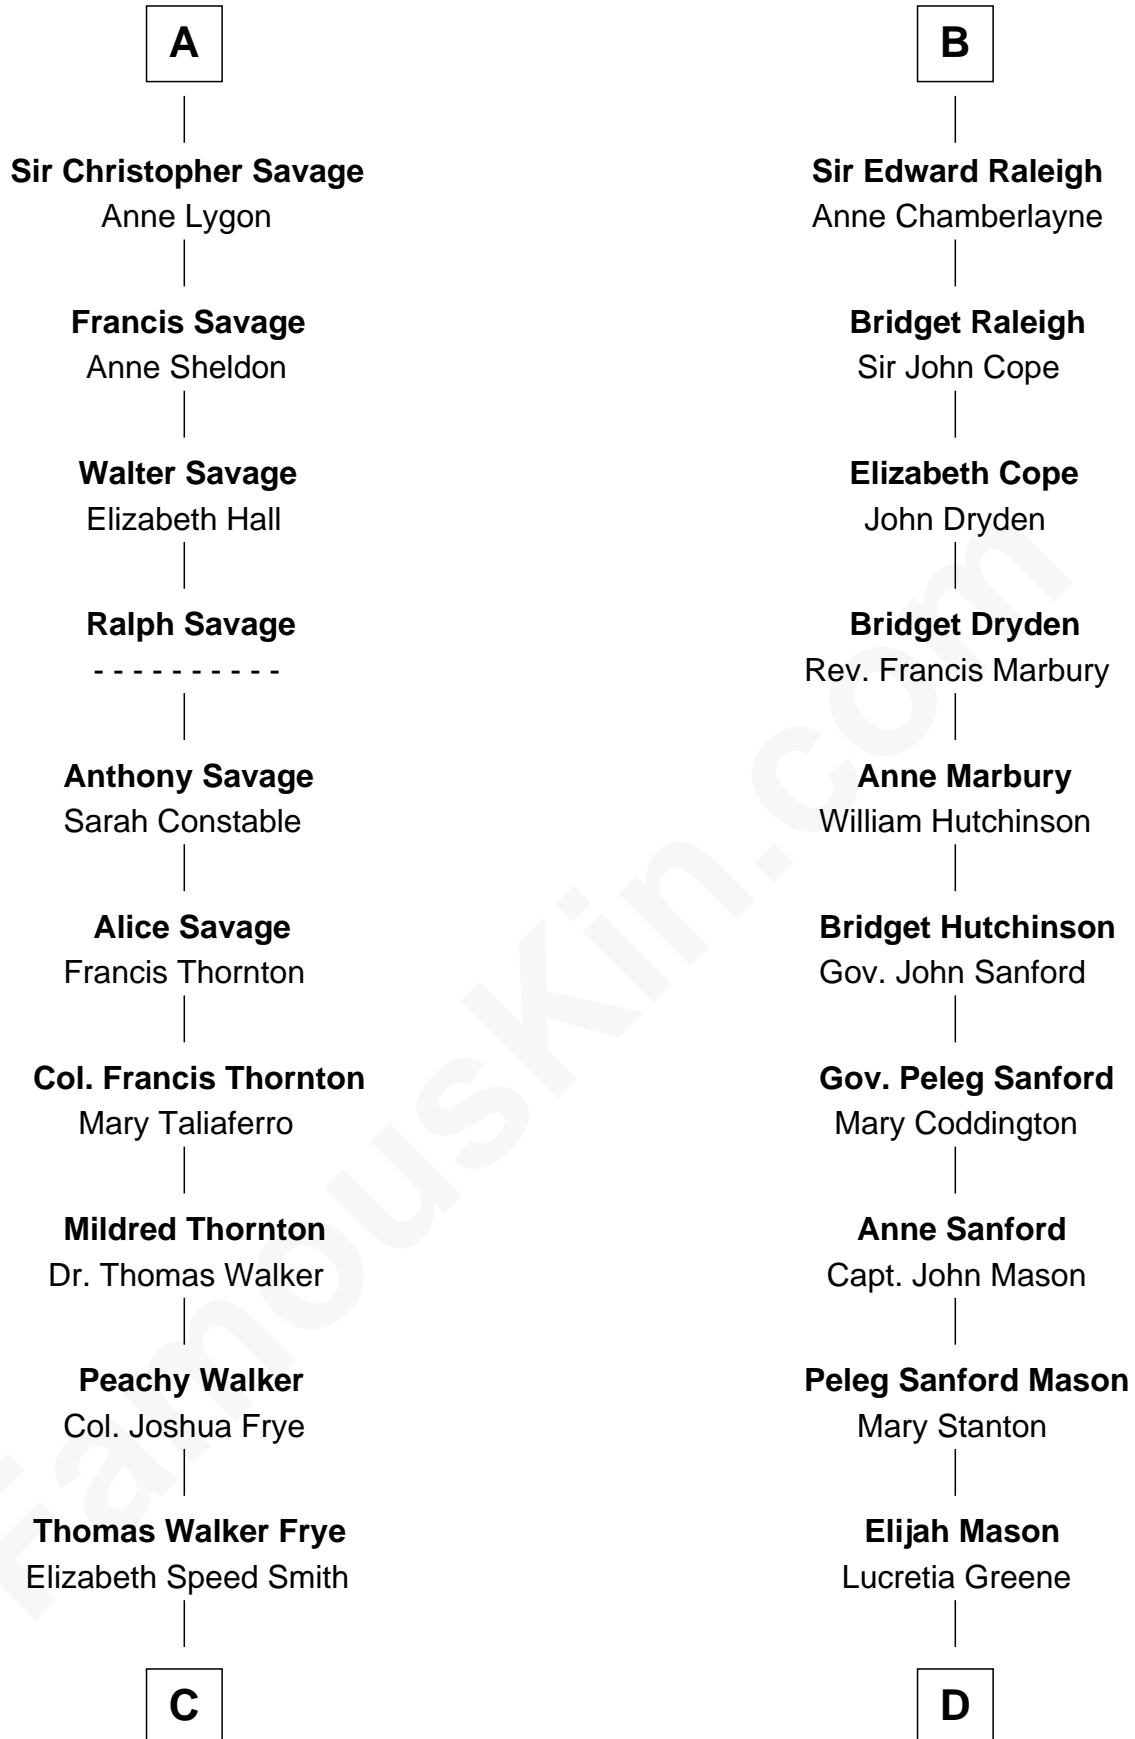 A
Sir Christopher Savage
Anne Lygon
Francis Savage
Anne Sheldon
Walter Savage
Elizabeth Hall
Ralph Savage
- - - - - - - - - -
Anthony Savage
Sarah Constable
Alice Savage
Francis Thornton
Col. Francis Thornton
Mary Taliaferro
Mildred Thornton
Dr. Thomas Walker
Peachy Walker
Col. Joshua Frye
Thomas Walker Frye
Elizabeth Speed Smith
C
B
Sir Edward Raleigh
Anne Chamberlayne
Bridget Raleigh
Sir John Cope
Elizabeth Cope
John Dryden
Bridget Dryden
Rev. Francis Marbury
Anne Marbury
William Hutchinson
Bridget Hutchinson
Gov. John Sanford
Gov. Peleg Sanford
Mary Coddington
Anne Sanford
Capt. John Mason
Peleg Sanford Mason
Mary Stanton
Elijah Mason
Lucretia Greene
D
FamousKin.com